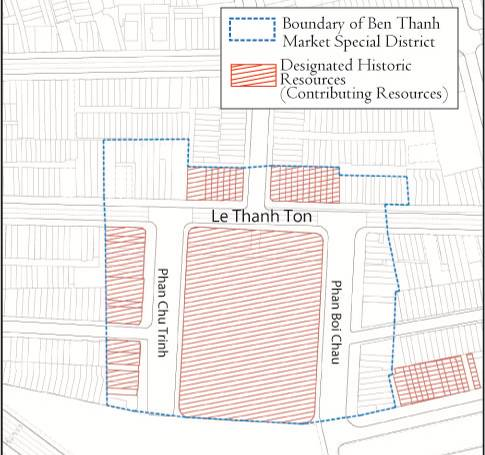 Boundary of Ben Thanh
Market Special District
Designated Historic
Resources
(Contributing Resources)
Le Thanh Ton
Phan Chu Trinh
Phan Boi Chau